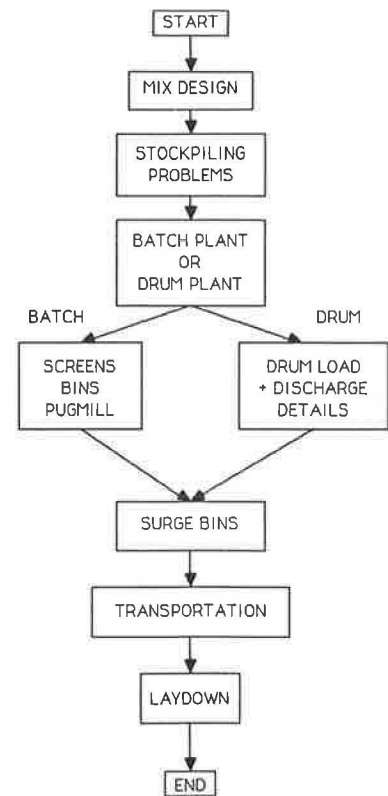 START
MIX DESIGN
STOCKPILING
PROBLEMS
BATCH PLANT
OR
DRUM PLANT
BATCH
DRUM
SCREENS
BINS
PUGMILL
DRUM LOAD
+ DISCHARGE
DETAILS
SURGE BINS
TRANSPORTATION
LAYDOWN
END